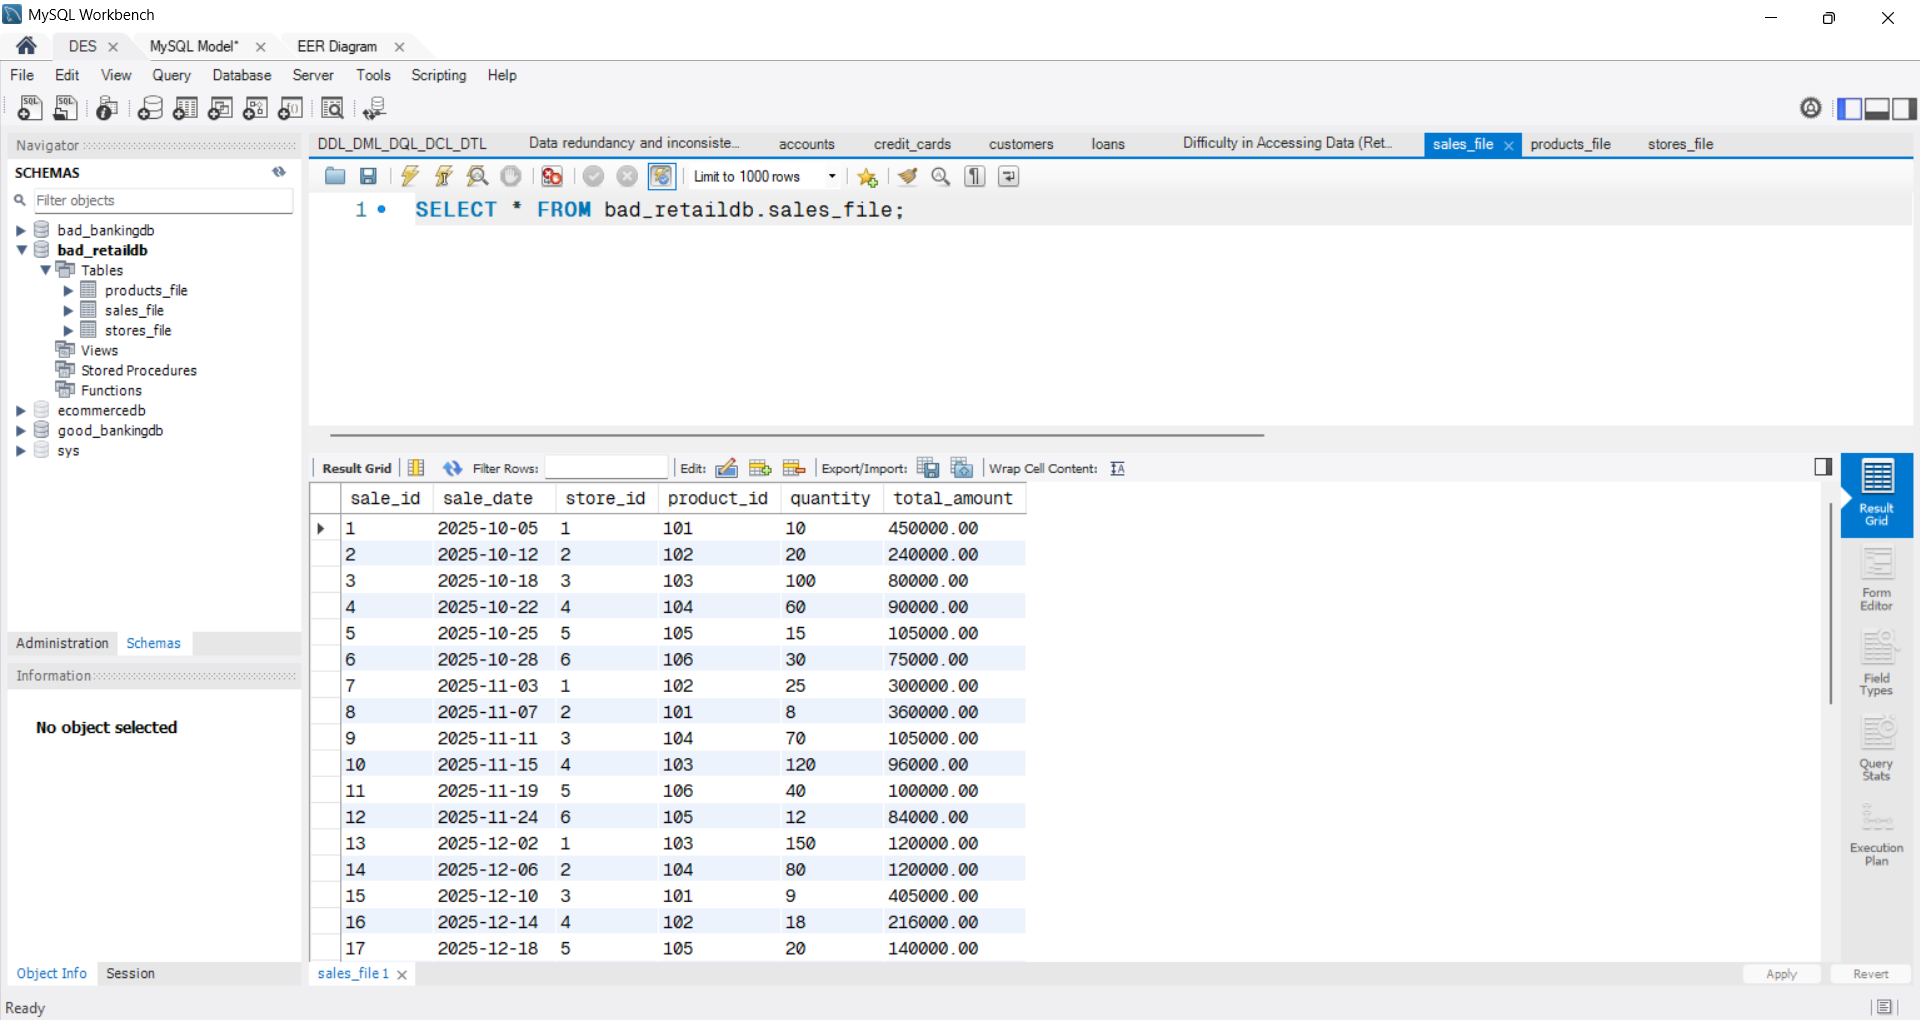 MySQL Workbench
DES MySQL Model* EER Diagram
File Edit View Query Database Server Tools Scripting Help
Navigator
SCHEMAS
Filter objects
bad_bankingdb
bad_retaildb
Tables
products_file
sales_file
stores_file
Views
Stored Procedures
Functions
ecommercedb
good_bankingdb
sys
Administration Schemas
Information
No object selected
Object Info Session
Ready
DDL_DML_DQL_DCL_DTL Data redundancy and inconsiste... accounts credit_cards customers loans Difficulty in Accessing Data (Ret... sales_file products_file stores_file
Limit to 1000 rows
1 SELECT * FROM bad_retaildb.sales_file;
Result Grid Filter Rows: Edit: Export/Import: Wrap Cell Content:
sale_id sale_date store_id product_id quantity total_amount
1 2025-10-05 1 101 10 450000.00
2 2025-10-12 2 102 20 240000.00
3 2025-10-18 3 103 100 80000.00
4 2025-10-22 4 104 60 90000.00
5 2025-10-25 5 105 15 105000.00
6 2025-10-28 6 106 30 75000.00
7 2025-11-03 1 102 25 300000.00
8 2025-11-07 2 101 8 360000.00
9 2025-11-11 3 104 70 105000.00
10 2025-11-15 4 103 120 96000.00
11 2025-11-19 5 106 40 100000.00
12 2025-11-24 6 105 12 84000.00
13 2025-12-02 1 103 150 120000.00
14 2025-12-06 2 104 80 120000.00
15 2025-12-10 3 101 9 405000.00
16 2025-12-14 4 102 18 216000.00
17 2025-12-18 5 105 20 140000.00
Result
Grid
Form
Editor
Field
Types
Query
Stats
Execution
Plan
sales_file 1
Apply Revert